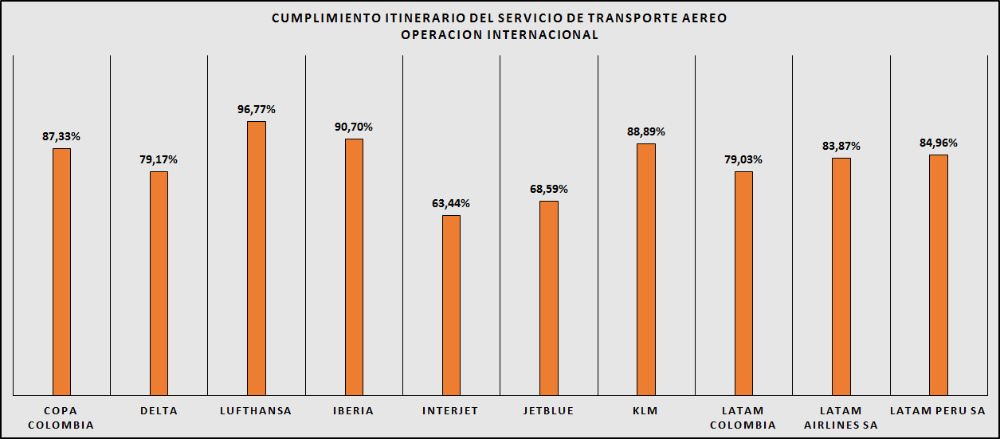 CUMPLIMIENTO ITINERARIO DEL SERVICIO DE TRANSPORTE AEREO
OPERACION INTERNACIONAL
87,33%
79,17%
96,77%
90,70%
63,44%
68,59%
88,89%
79,03%
83,87%
84,96%
COPA
COLOMBIA
DELTA
LUFTHANSA
IBERIA
INTERJET
JETBLUE
KLM
LATAM
COLOMBIA
LATAM
AIRLINES SA
LATAM PERU SA